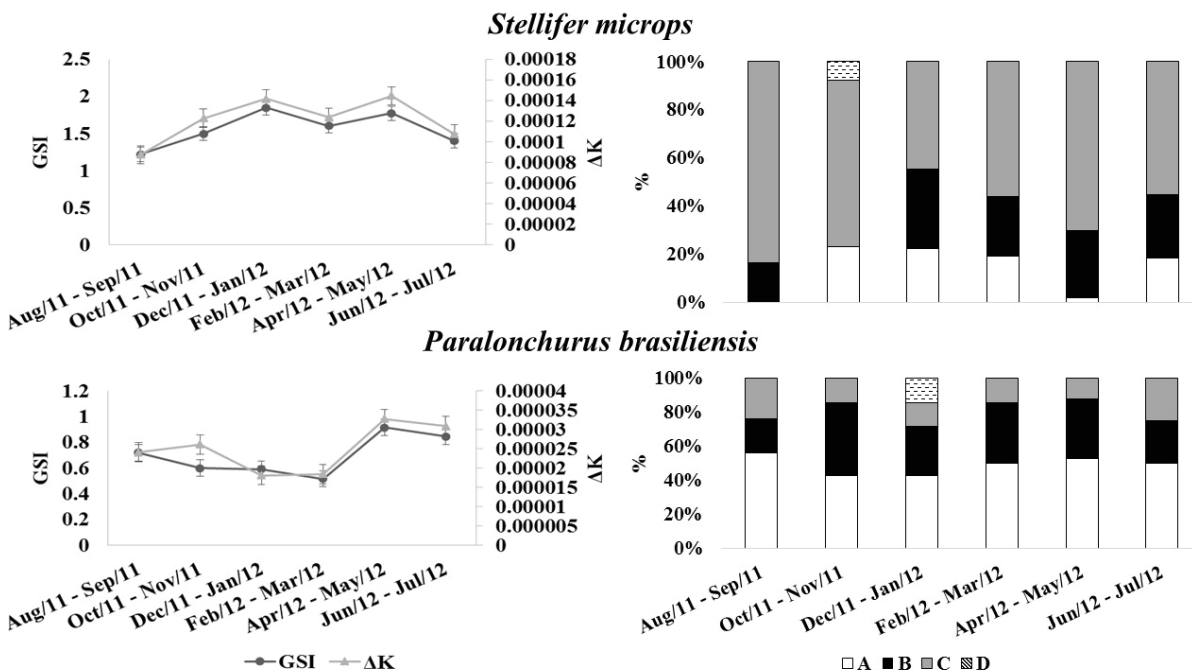 Stellifer microps
2.5
2
1.5
1
0.5
0
GSI
0.00018
0.00016
0.00014
0.00012
0.0001
0.00008
0.00006
0.00004
0.00002
0
ΔK
Aug/11 - Sep/11
Oct/11 - Nov/11
Dec/11 - Jan/12
Feb/12 - Mar/12
Apr/12 - May/12
Jun/12 - Jul/12
100%
80%
60%
40%
20%
0%
%
Paralonchurus brasiliensis
1.2
1
0.8
0.6
0.4
0.2
0
GSI
0.00004
0.000035
0.00003
0.000025
0.00002
0.000015
0.00001
0.000005
0
ΔK
Aug/11 - Sep/11
Oct/11 - Nov/11
Dec/11 - Jan/12
Feb/12 - Mar/12
Apr/12 - May/12
Jun/12 - Jul/12
GSI ΔK
100%
80%
60%
40%
20%
0%
%
Aug/11 - Sep/11
Oct/11 - Nov/11
Dec/11 - Jan/12
Feb/12 - Mar/12
Apr/12 - May/12
Jun/12 - Jul/12
A B C D